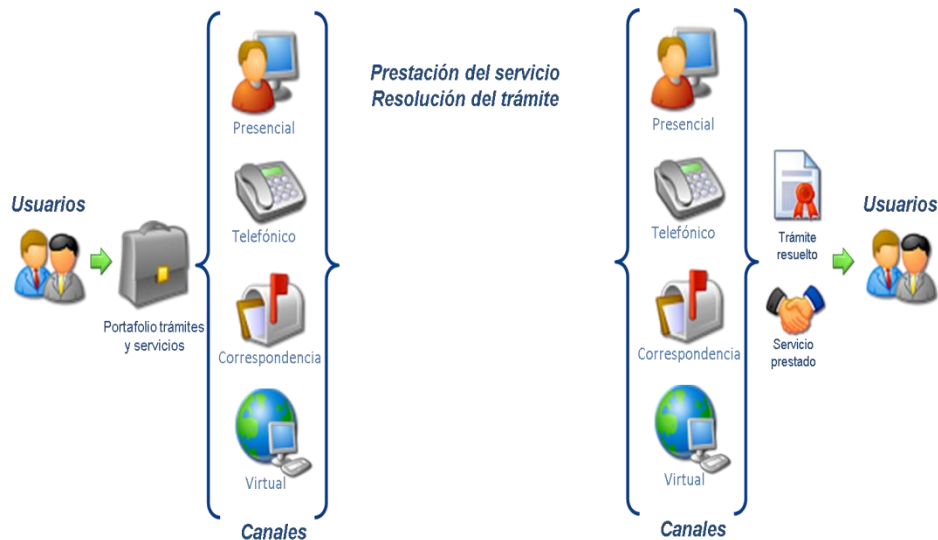 Usuarios
Portafolio trámites
y servicios
Presencial
Telefónico
Correspondencia
Virtual
Canales
Prestación del servicio
Resolución del trámite
Presencial
Telefónico
Correspondencia
Virtual
Canales
Trámite
resuelto
Servicio
prestado
Usuarios